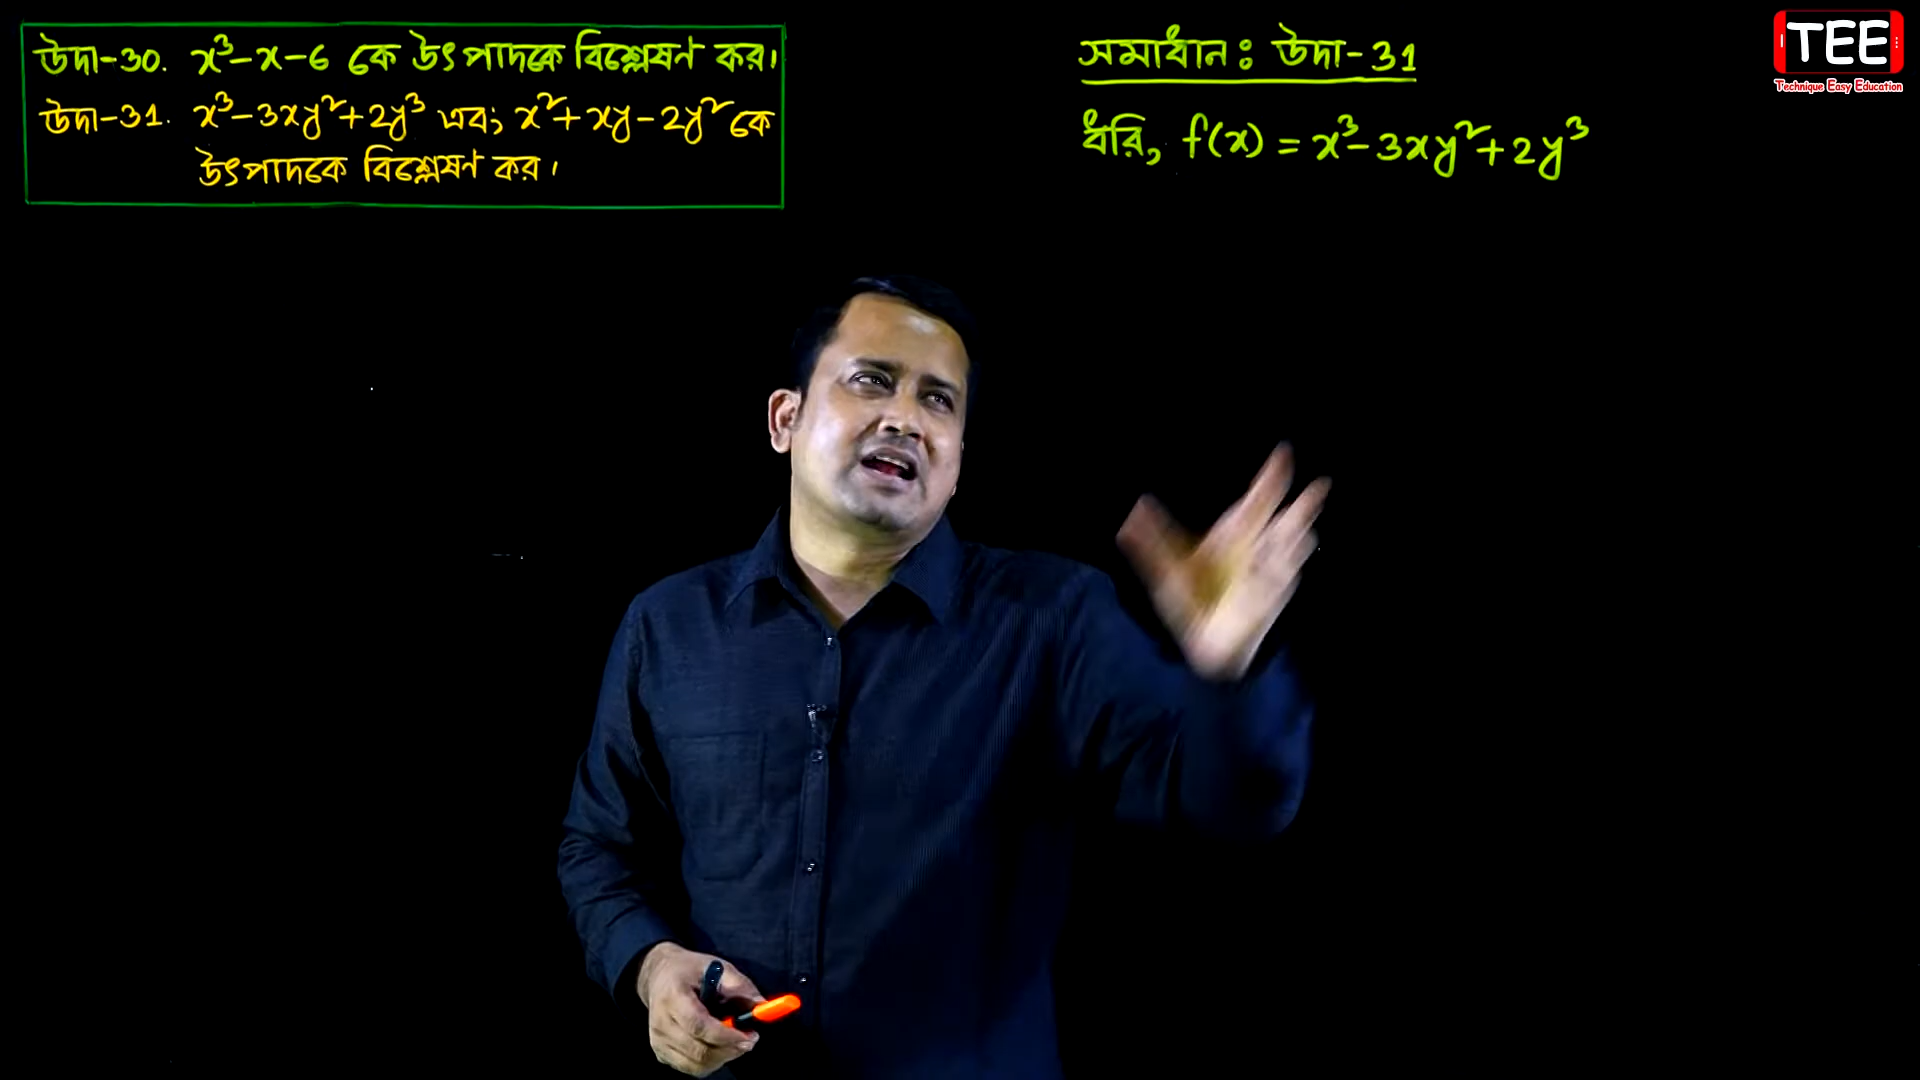 উদা-30. x³-x-6 কে উৎপাদকে বিশ্লেষণ কর।
উদা-31. x³-3xy²+2y³ এবং x²+xy-2y² কে
উৎপাদকে বিশ্লেষণ কর।
সমাধান: উদা-31
ধরি, f(x) = x³-3xy²+2y³
TEE
Technique Easy Education